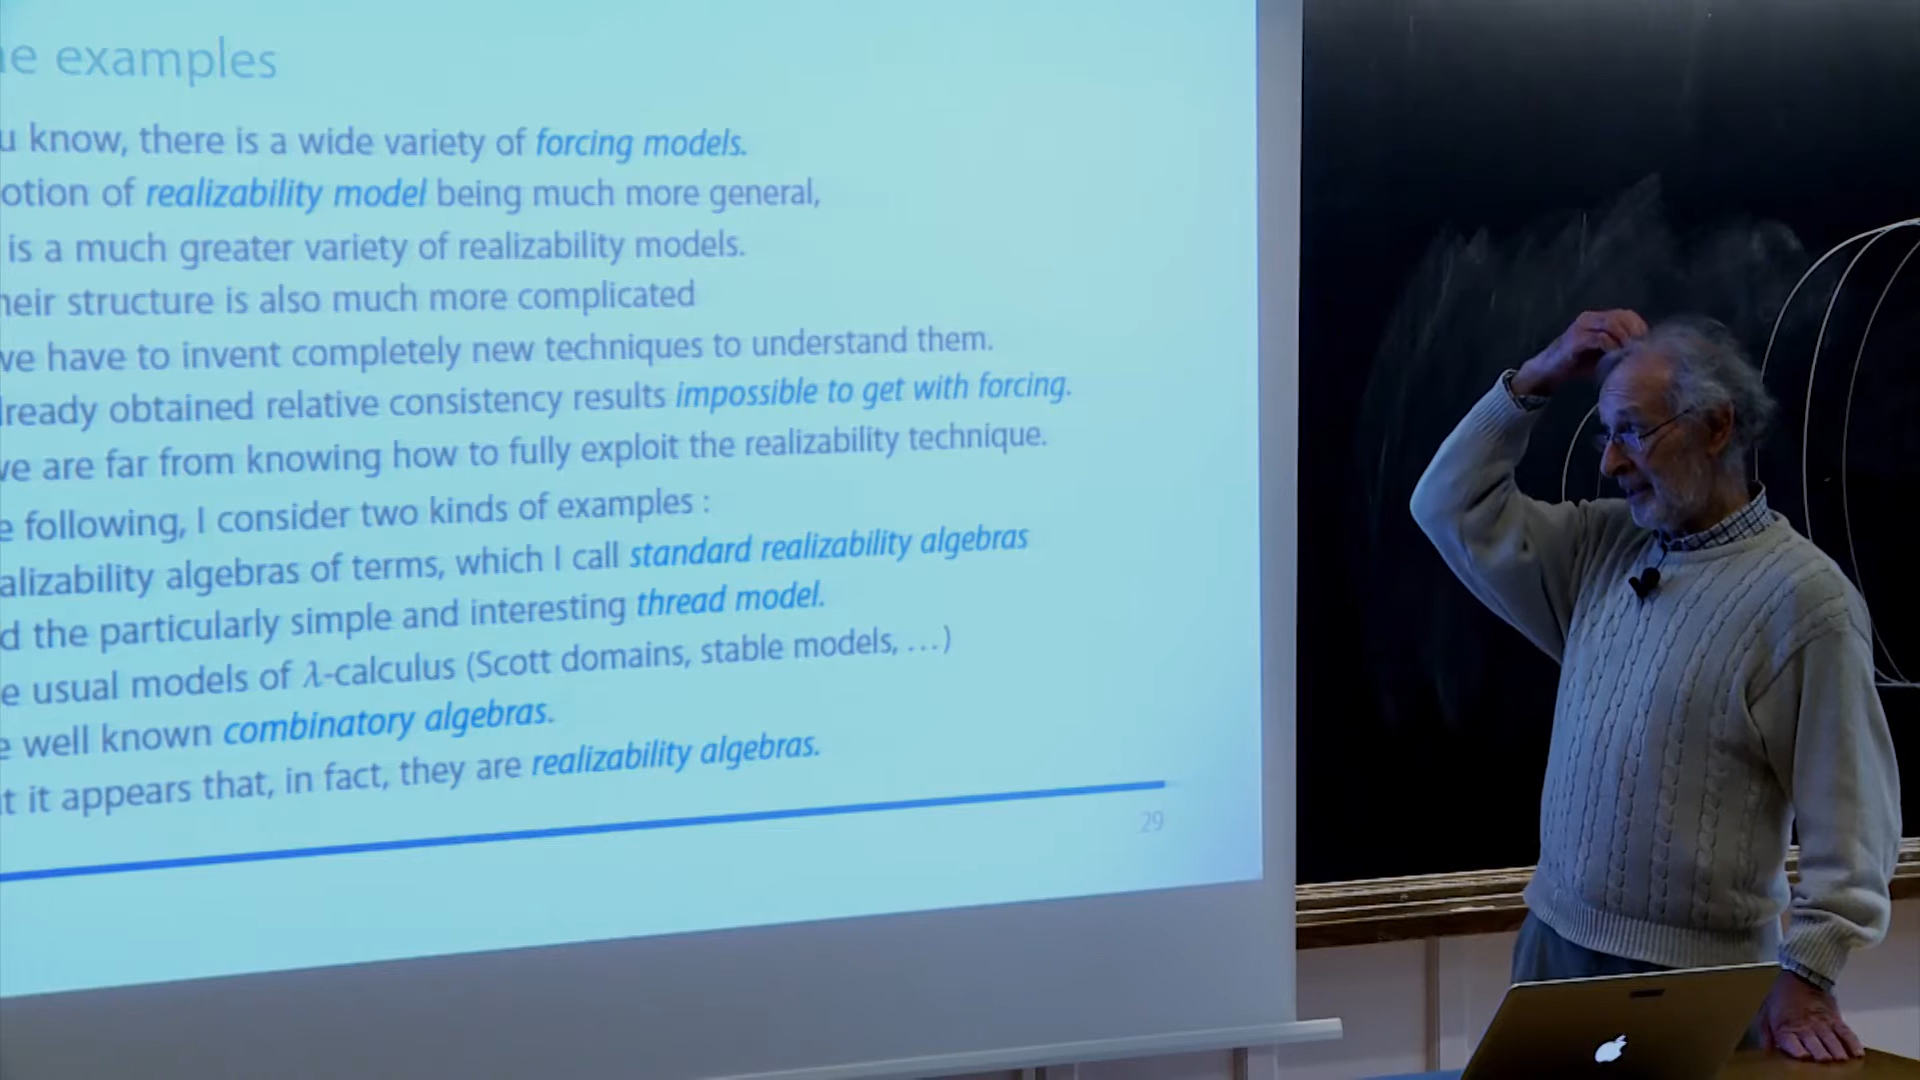 e examples
u know, there is a wide variety of forcing models.
otion of realizability model being much more general,
is a much greater variety of realizability models.
heir structure is also much more complicated
we have to invent completely new techniques to understand them.
lready obtained relative consistency results impossible to get with forcing.
we are far from knowing how to fully exploit the realizability technique.
e following, I consider two kinds of examples :
alizability algebras of terms, which I call standard realizability algebras
d the particularly simple and interesting thread model.
e usual models of λ-calculus (Scott domains, stable models, …)
e well known combinatory algebras.
t it appears that, in fact, they are realizability algebras.
29